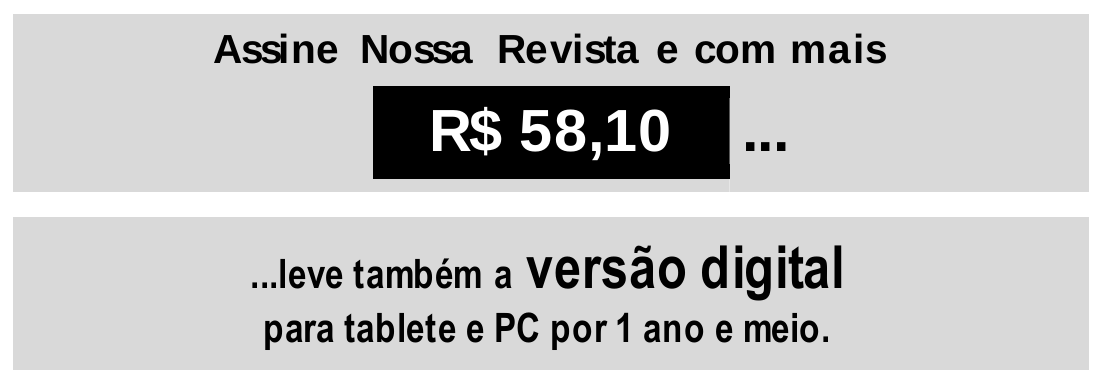 Assine Nossa Revista e com mais
R$ 58,10 ...
...leve também a versão digital
para tablete e PC por 1 ano e meio.